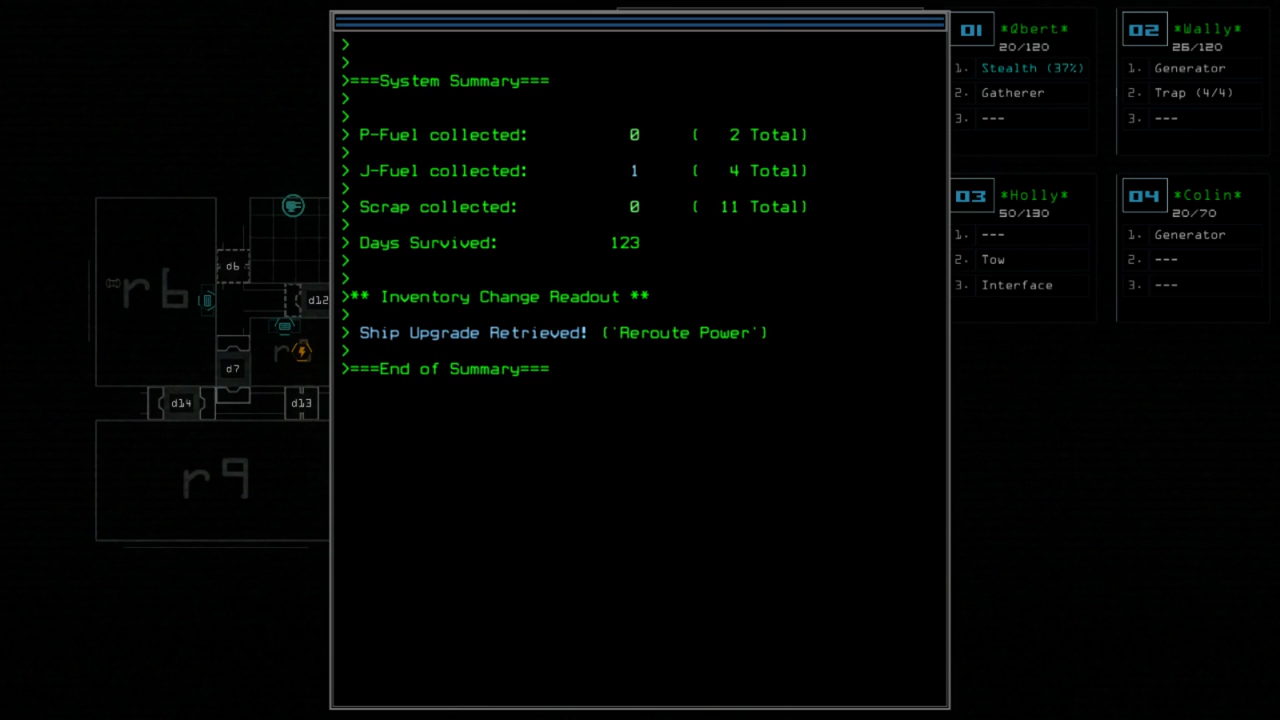 >
>
>===System Summary===
>
>
> P-Fuel collected: 0 ( 2 Total)
>
> J-Fuel collected: 1 ( 4 Total)
>
> Scrap collected: 0 ( 11 Total)
>
> Days Survived: 123
>
>
>** Inventory Change Readout **
>
> Ship Upgrade Retrieved! ('Reroute Power')
>
>===End of Summary===
01 *Qbert*
20/120
1. Stealth (37%)
2. Gatherer
3. ---
02 *Wally*
26/120
1. Generator
2. Trap (4/4)
3. ---
03 *Holly*
50/130
1. ---
2. Tow
3. Interface
04 *Colin*
20/70
1. Generator
2. ---
3. ---
r6
d6
d12
d7
d14
d13
r9